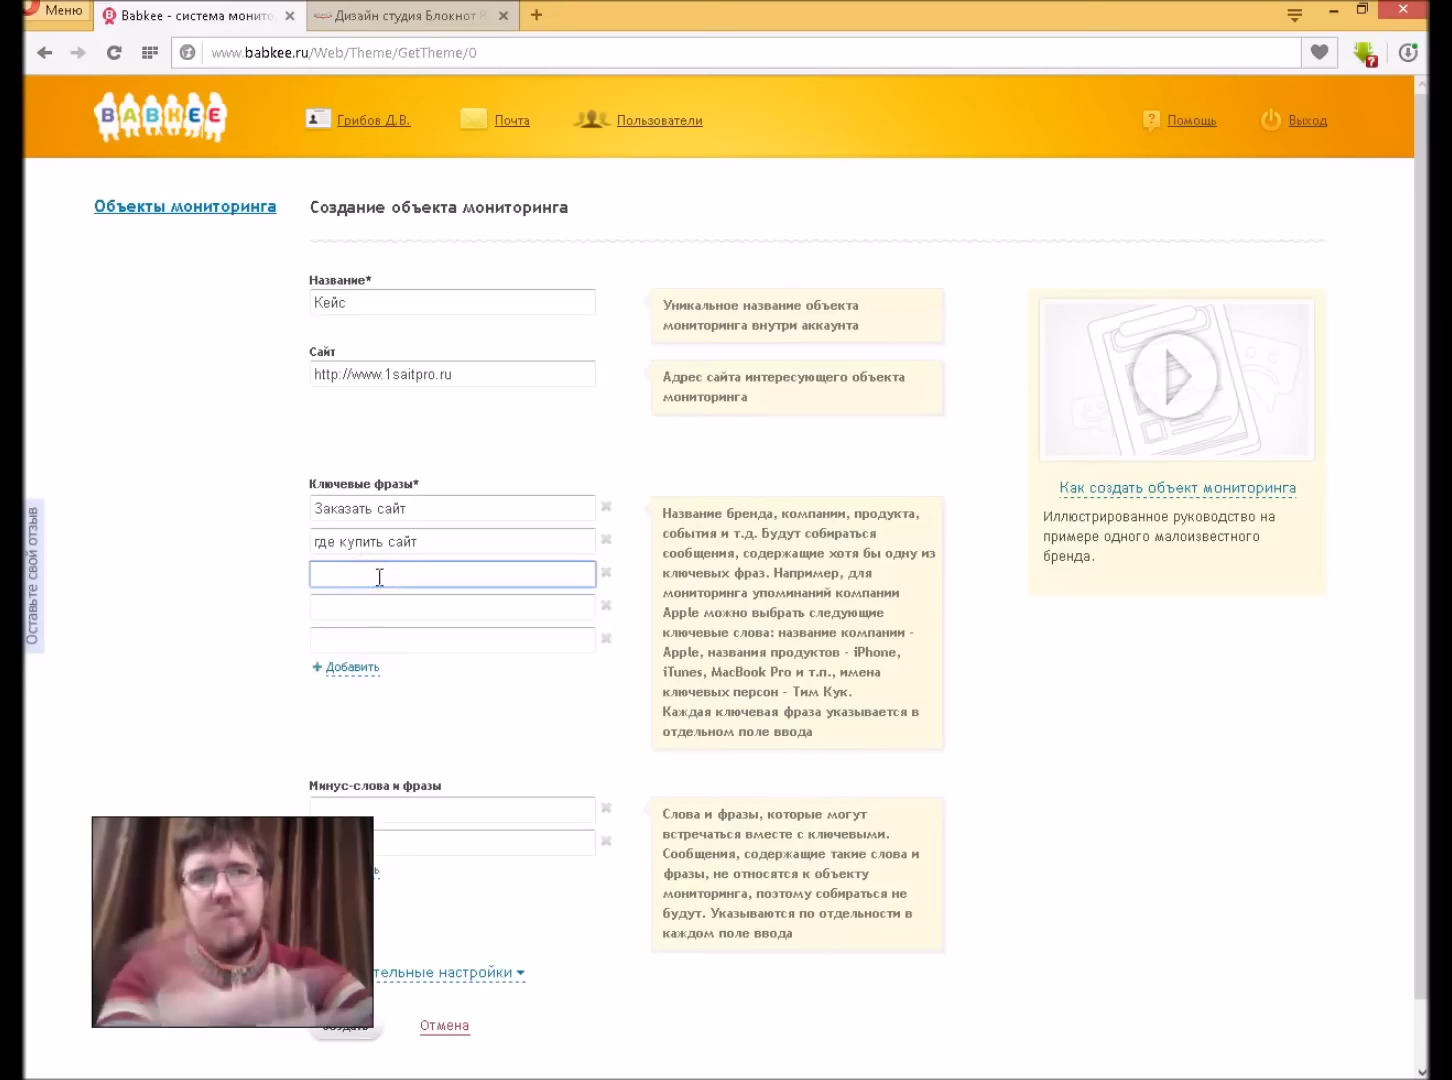 Меню
Babkee - система монито
Дизайн студия Блокнот
www.babkee.ru/Web/Theme/GetTheme/0
BABKEE
Грибов Д.В.
Почта
Пользователи
Помощь
Выход
Объекты мониторинга
Создание объекта мониторинга
Название*
Кейс
Уникальное название объекта
мониторинга внутри аккаунта
Сайт
http://www.1saitpro.ru
Адрес сайта интересующего объекта
мониторинга
Как создать объект мониторинга
Иллюстрированное руководство на
примере одного малоизвестного
бренда.
Ключевые фразы*
Заказать сайт
где купить сайт
+ Добавить
Название бренда, компании, продукта,
события и т.д. Будут собираться
сообщения, содержащие хотя бы одну из
ключевых фраз. Например, для
мониторинга упоминаний компании
Apple можно выбрать следующие
ключевые слова: название компании -
Apple, названия продуктов - iPhone,
iTunes, MacBook Pro и т.п., имена
ключевых персон - Тим Кук.
Каждая ключевая фраза указывается в
отдельном поле ввода
Оставьте свой отзыв
Минус-слова и фразы
Слова и фразы, которые могут
встречаться вместе с ключевыми.
Сообщения, содержащие такие слова и
фразы, не относятся к объекту
мониторинга, поэтому собираться не
будут. Указываются по отдельности в
каждом поле ввода
ь
тельные настройки
Создать
Отмена